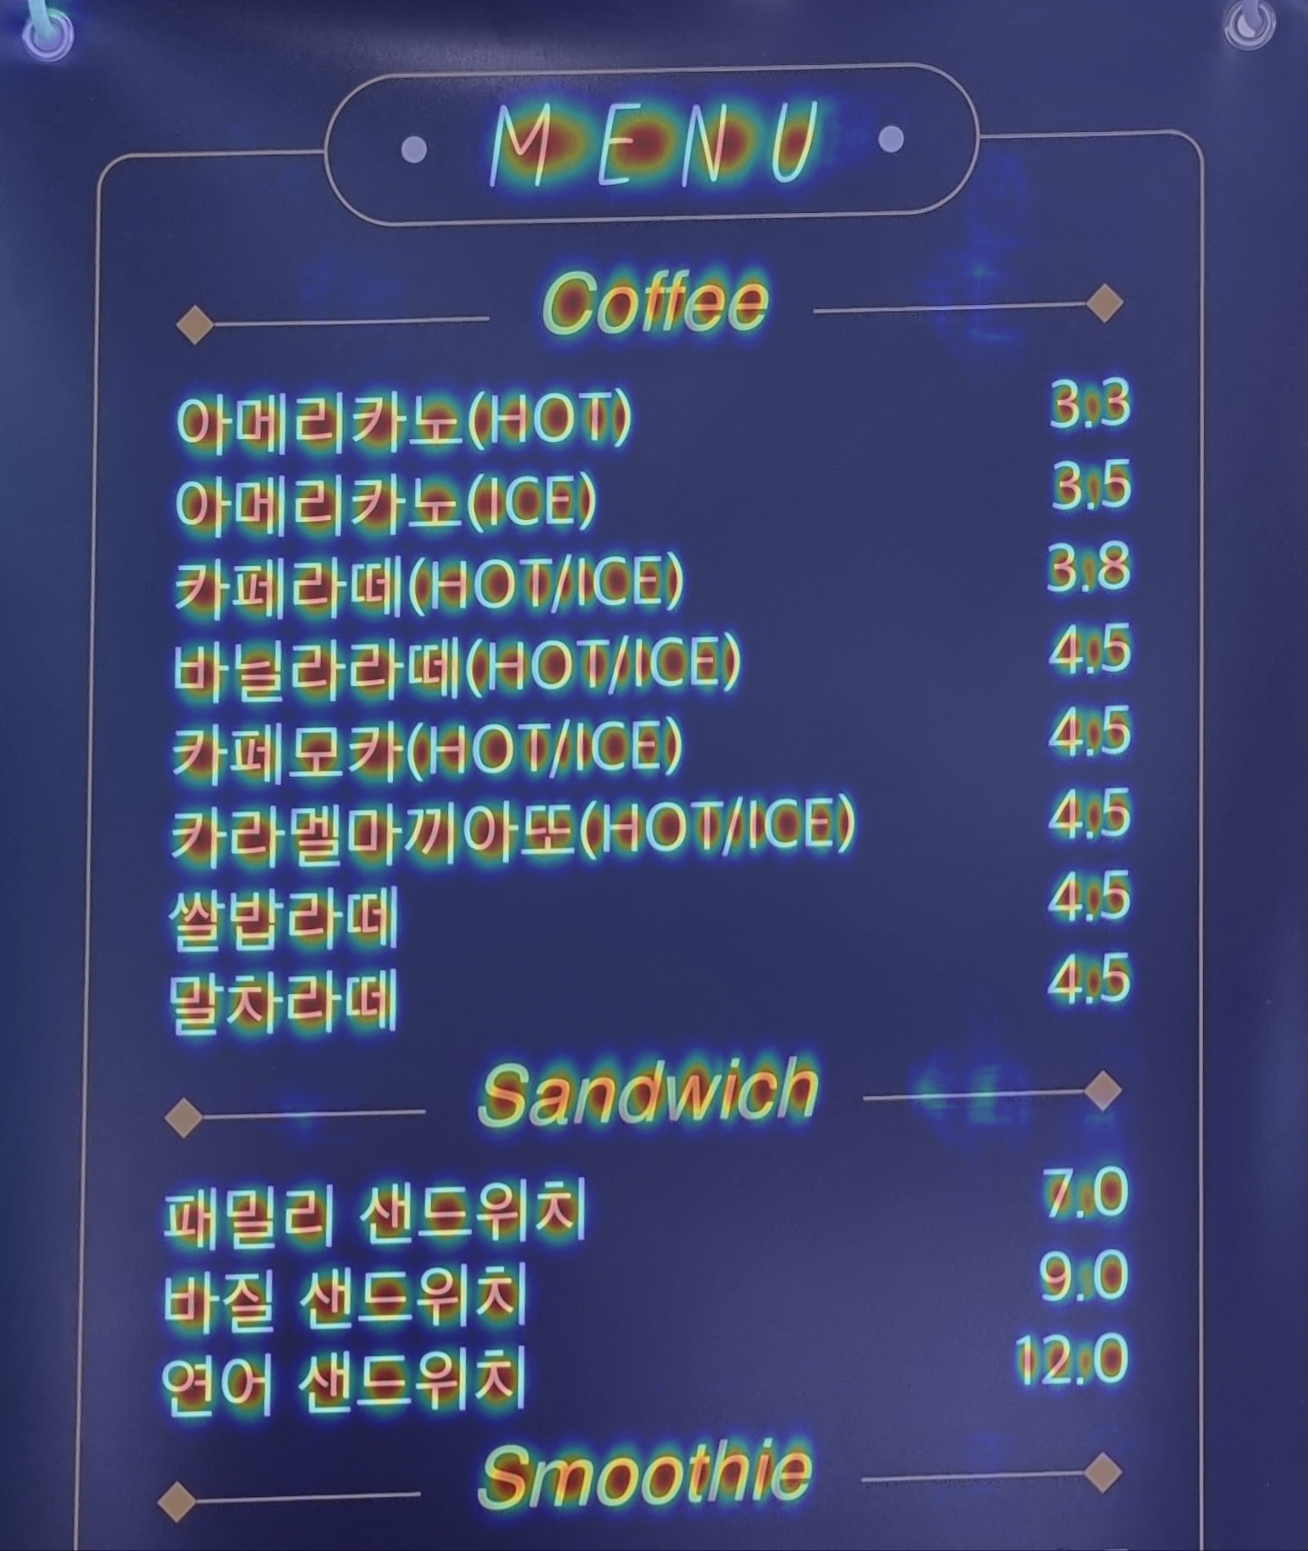 MENU
Coffee
아메리카노(HOT) 3.3
아메리카노(ICE) 3.5
카페라떼(HOT/ICE) 3.8
바닐라라떼(HOT/ICE) 4.5
카페모카(HOT/ICE) 4.5
카라멜마끼아또(HOT/ICE) 4.5
쌀밥라떼 4.5
말차라떼 4.5
Sandwich
패밀리 샌드위치 7.0
바질 샌드위치 9.0
연어 샌드위치 12.0
Smoothie